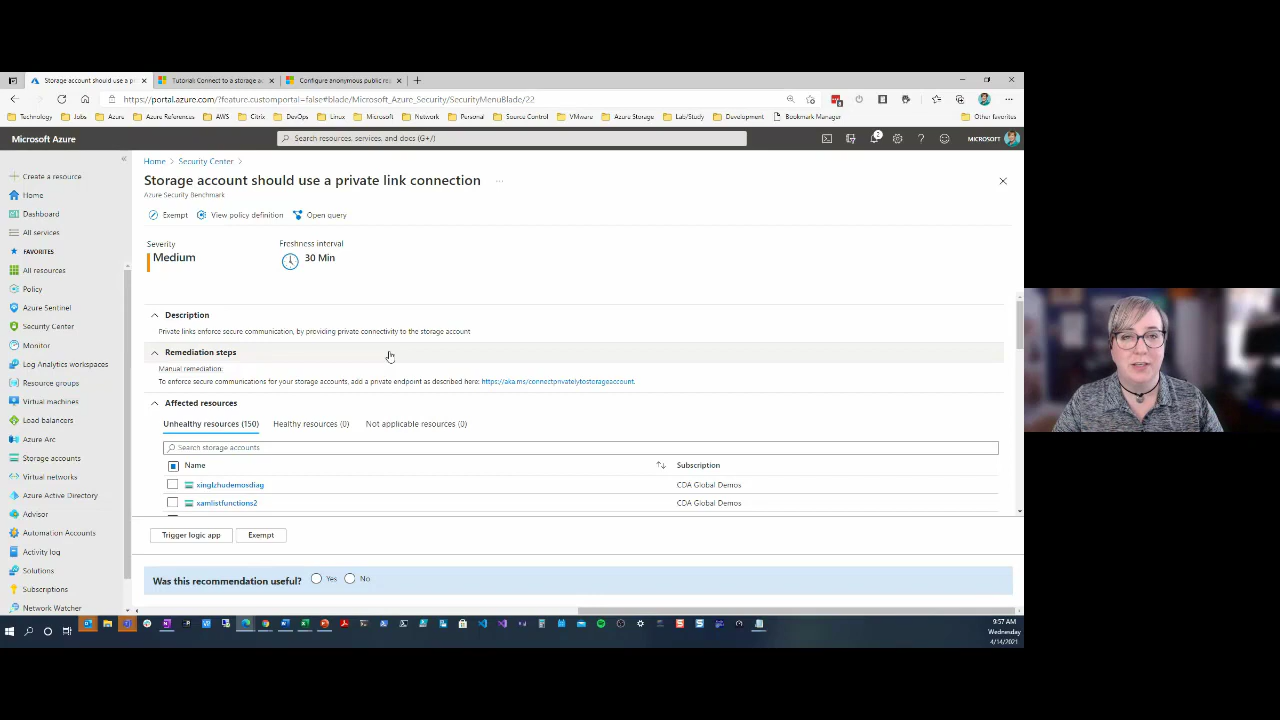 Storage account should use a pr
Tutorial: Connect to a storage ac
Configure anonymous public re
https://portal.azure.com/?feature.customportal=false#blade/Microsoft_Azure_Security/SecurityMenuBlade/22
Technology Jobs Azure Azure References AWS DevOps Citrix Linux Microsoft Network Personal Source Control VMware Azure Storage Lab/Study Development Bookmark Manager Other favorites
Microsoft Azure
Search resources, services, and docs (G+/)
MICROSOFT
Create a resource
Home
Dashboard
All services
FAVORITES
All resources
Policy
Azure Sentinel
Security Center
Monitor
Log Analytics workspaces
Resource groups
Virtual machines
Load balancers
Azure Arc
Storage accounts
Virtual networks
Azure Active Directory
Advisor
Automation Accounts
Activity log
Solutions
Subscriptions
Network Watcher
Home > Security Center >
Storage account should use a private link connection ...
Azure Security Benchmark
Exempt View policy definition Open query
Severity Freshness interval
Medium 30 Min
Description
Private links enforce secure communication, by providing private connectivity to the storage account
Remediation steps
Manual remediation:
To enforce secure communications for your storage accounts, add a private endpoint as described here: https://aka.ms/connectprivatelytostorageaccount.
Affected resources
Unhealthy resources (150) Healthy resources (0) Not applicable resources (0)
Search storage accounts
Name Subscription
xinglzhudemosdiag CDA Global Demos
xamlistfunctions2 CDA Global Demos
Trigger logic app Exempt
Was this recommendation useful? Yes No
9:57 AM
Wednesday
4/14/2021